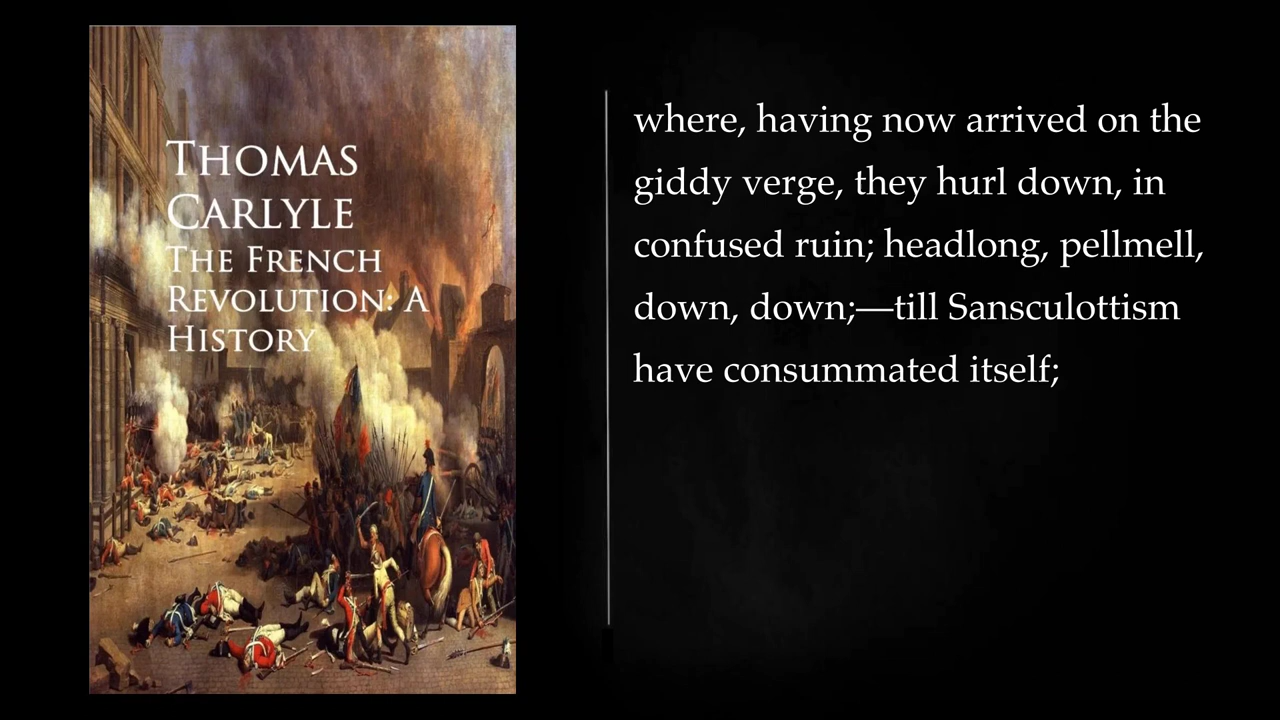 THOMAS
CARLYLE
THE FRENCH
REVOLUTION: A
HISTORY
where, having now arrived on the
giddy verge, they hurl down, in
confused ruin; headlong, pellmell,
down, down;—till Sansculottism
have consummated itself;